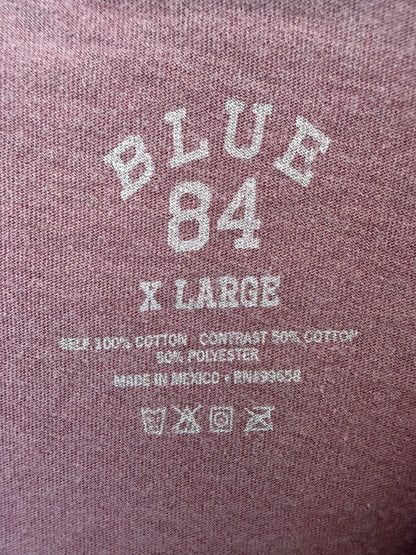 BLUE
84
X LARGE
SELF 100% COTTON CONTRAST 50% COTTON
50% POLYESTER
MADE IN MEXICO • RN#99658